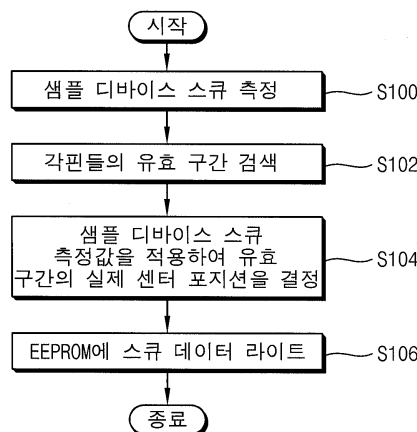 시작
샘플 디바이스 스큐 측정
S100
각핀들의 유효 구간 검색
S102
샘플 디바이스 스큐
측정값을 적용하여 유효
구간의 실제 센터 포지션을 결정
S104
EEPROM에 스큐 데이터 라이트
S106
종료